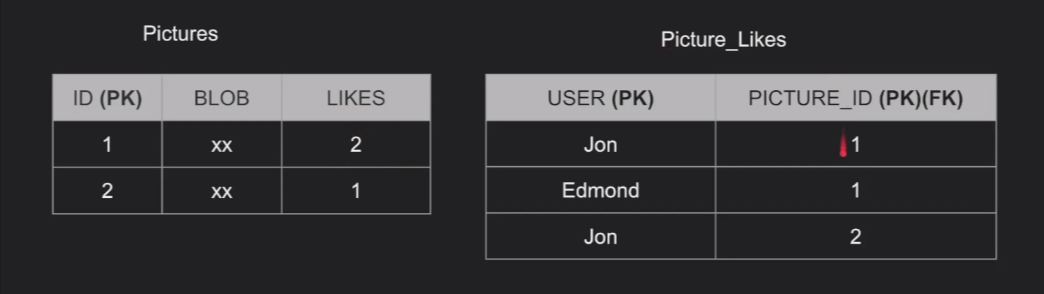 Pictures
ID (PK) BLOB LIKES
1 xx 2
2 xx 1
Picture_Likes
USER (PK) PICTURE_ID (PK)(FK)
Jon 1
Edmond 1
Jon 2